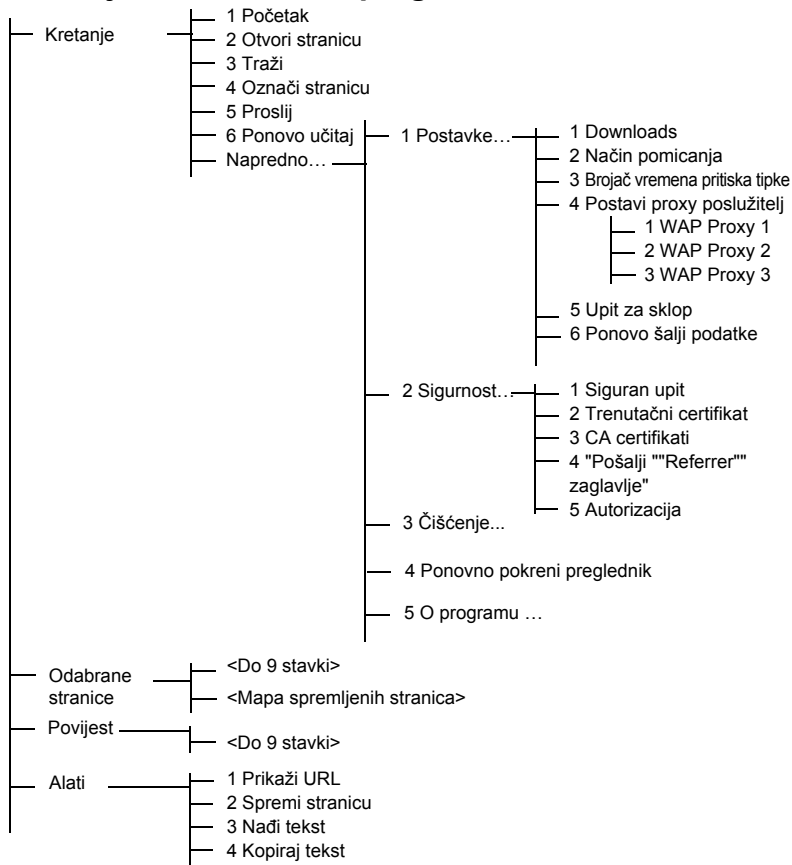 Kretanje
1 Početak
2 Otvori stranicu
3 Traži
4 Označi stranicu
5 Proslij
6 Ponovo učitaj
Napredno…
1 Postavke…
1 Downloads
2 Način pomicanja
3 Brojač vremena pritiska tipke
4 Postavi proxy poslužitelj
1 WAP Proxy 1
2 WAP Proxy 2
3 WAP Proxy 3
5 Upit za sklop
6 Ponovo šalji podatke
2 Sigurnost…
1 Siguran upit
2 Trenutačni certifikat
3 CA certifikati
4 "Pošalji ""Referrer""
zaglavlje"
5 Autorizacija
3 Čišćenje...
4 Ponovno pokreni preglednik
5 O programu …
Odabrane
stranice
<Do 9 stavki>
<Mapa spremljenih stranica>
Povijest
<Do 9 stavki>
Alati
1 Prikaži URL
2 Spremi stranicu
3 Nađi tekst
4 Kopiraj tekst